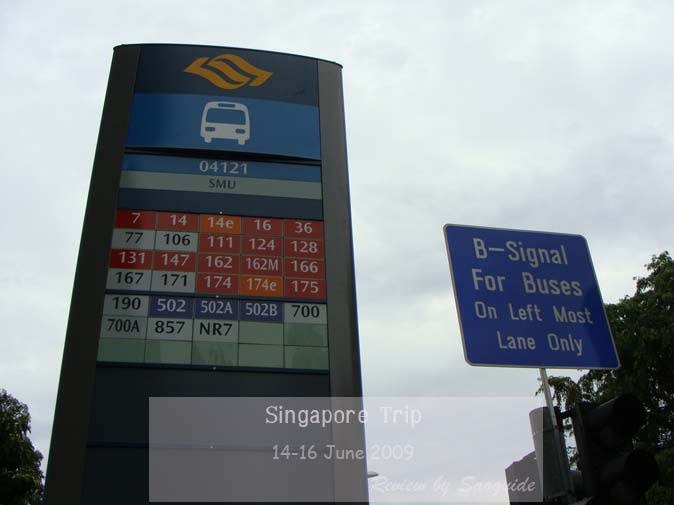 04121
SMU
7 14 14e 16 36
77 106 111 124 128
131 147 162 162M 166
167 171 174 174e 175
190 502 502A 502B 700
700A 857 NR7
B-Signal
For Buses
On Left Most
Lane Only
Singapore Trip
14-16 June 2009
Review by Saoguide